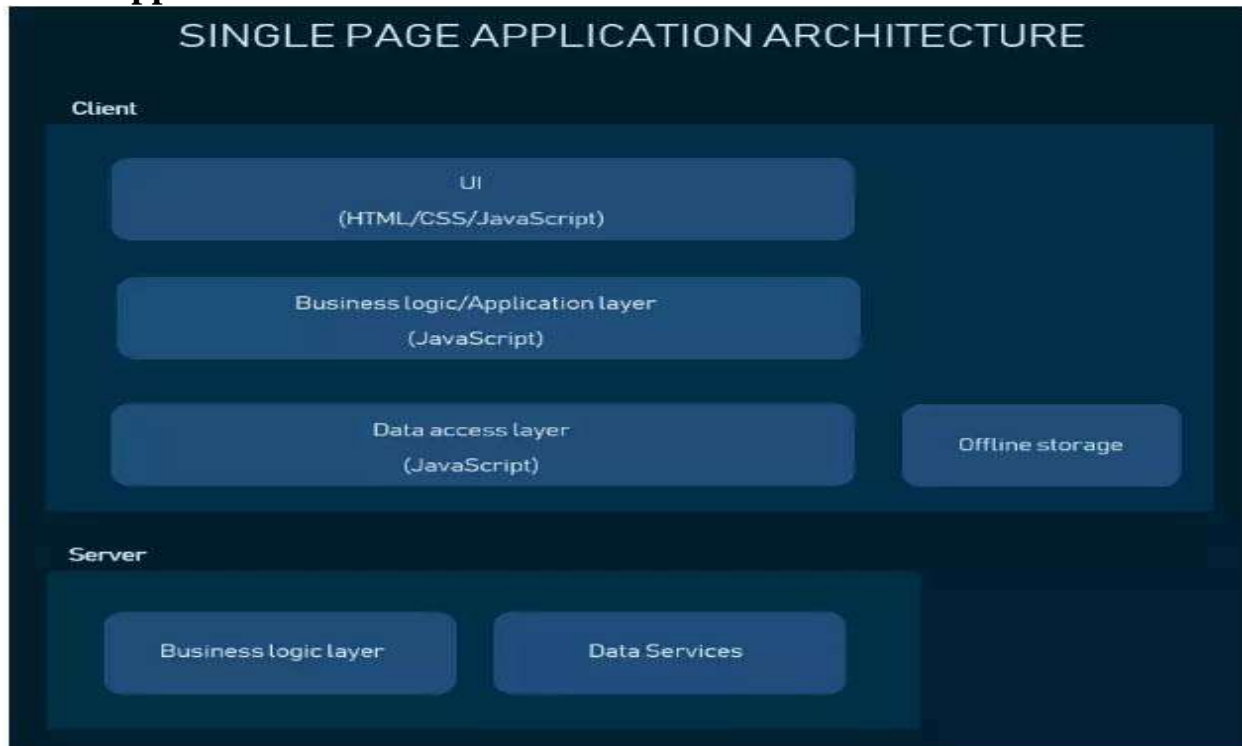 SINGLE PAGE APPLICATION ARCHITECTURE
Client
UI
(HTML/CSS/JavaScript)
Business logic/Application layer
(JavaScript)
Data access layer
(JavaScript)
Offline storage
Server
Business logic layer
Data Services